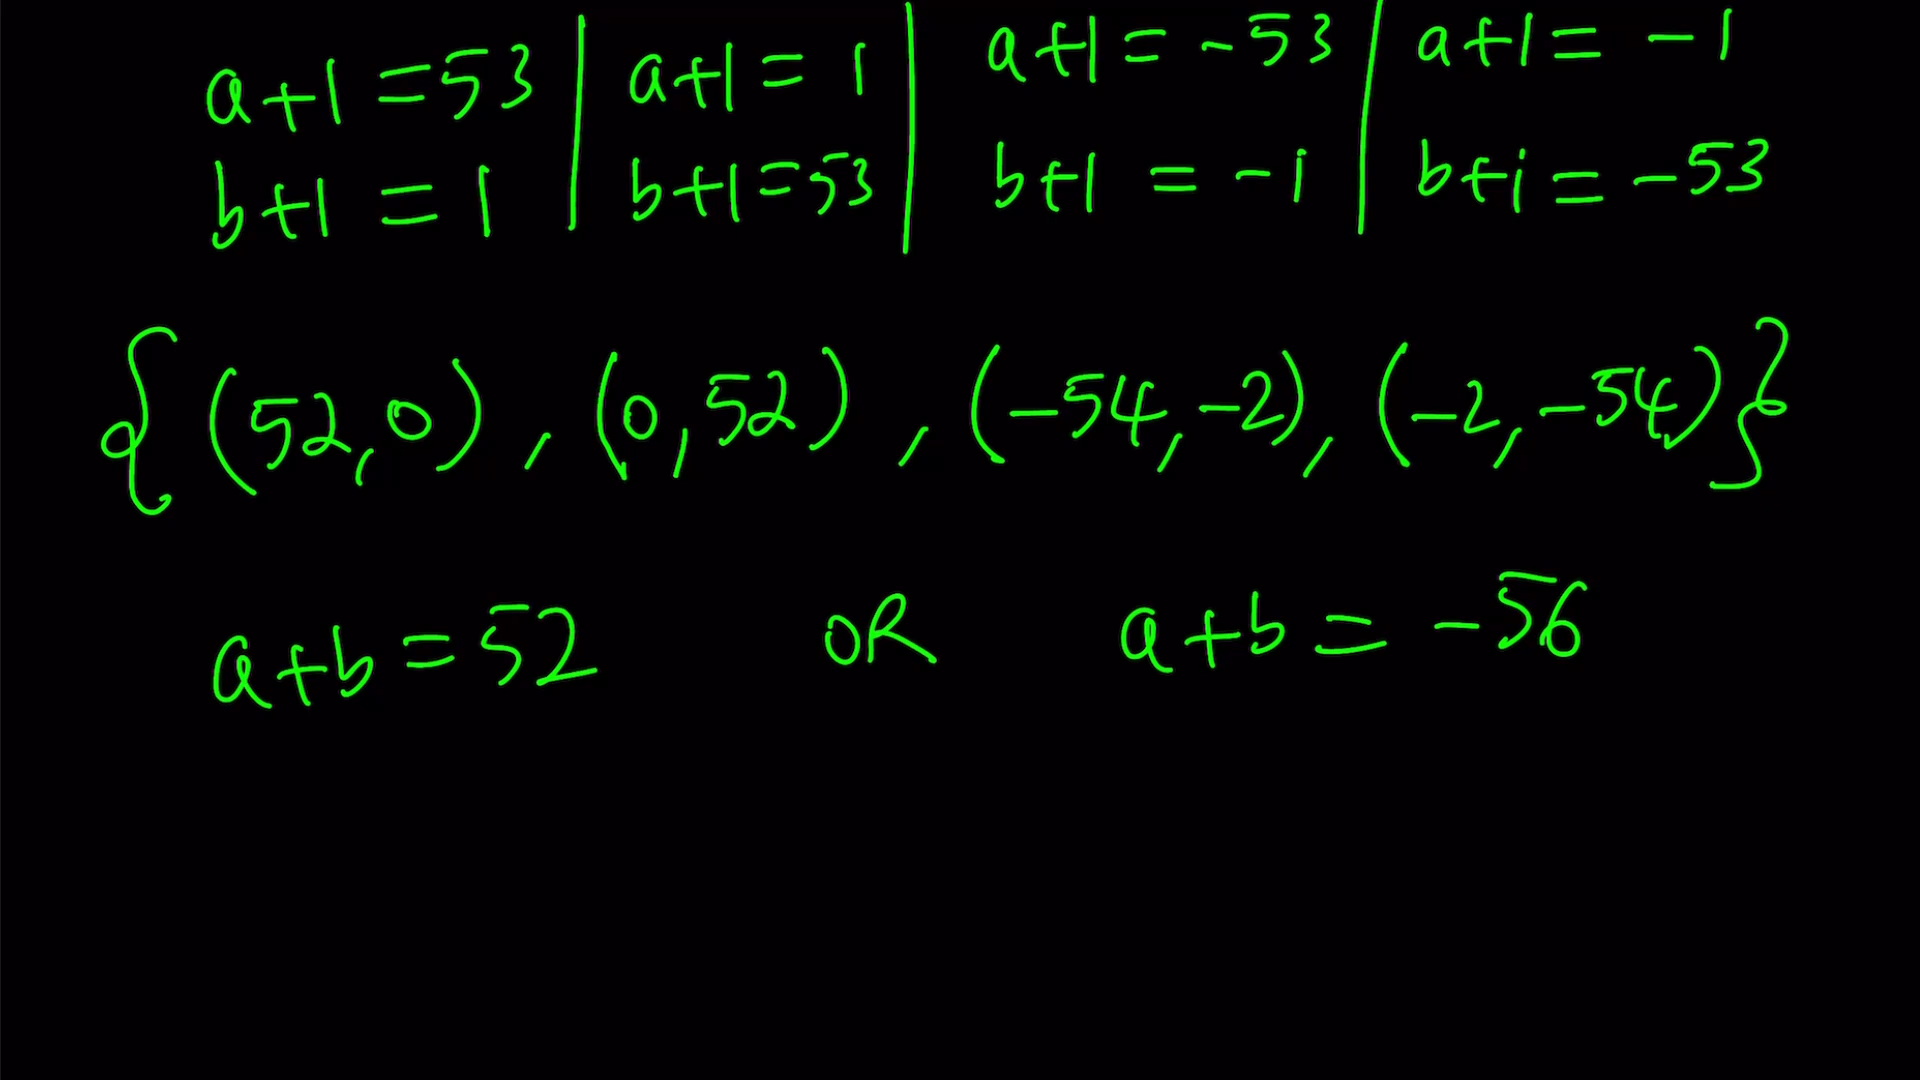 a+1=53 | a+1=1 | a+1=-53 | a+1=-1
b+1=1 | b+1=53 | b+1=-1 | b+1=-53
{(52,0), (0,52), (-54,-2), (-2,-54)}
a+b=52 OR a+b=-56